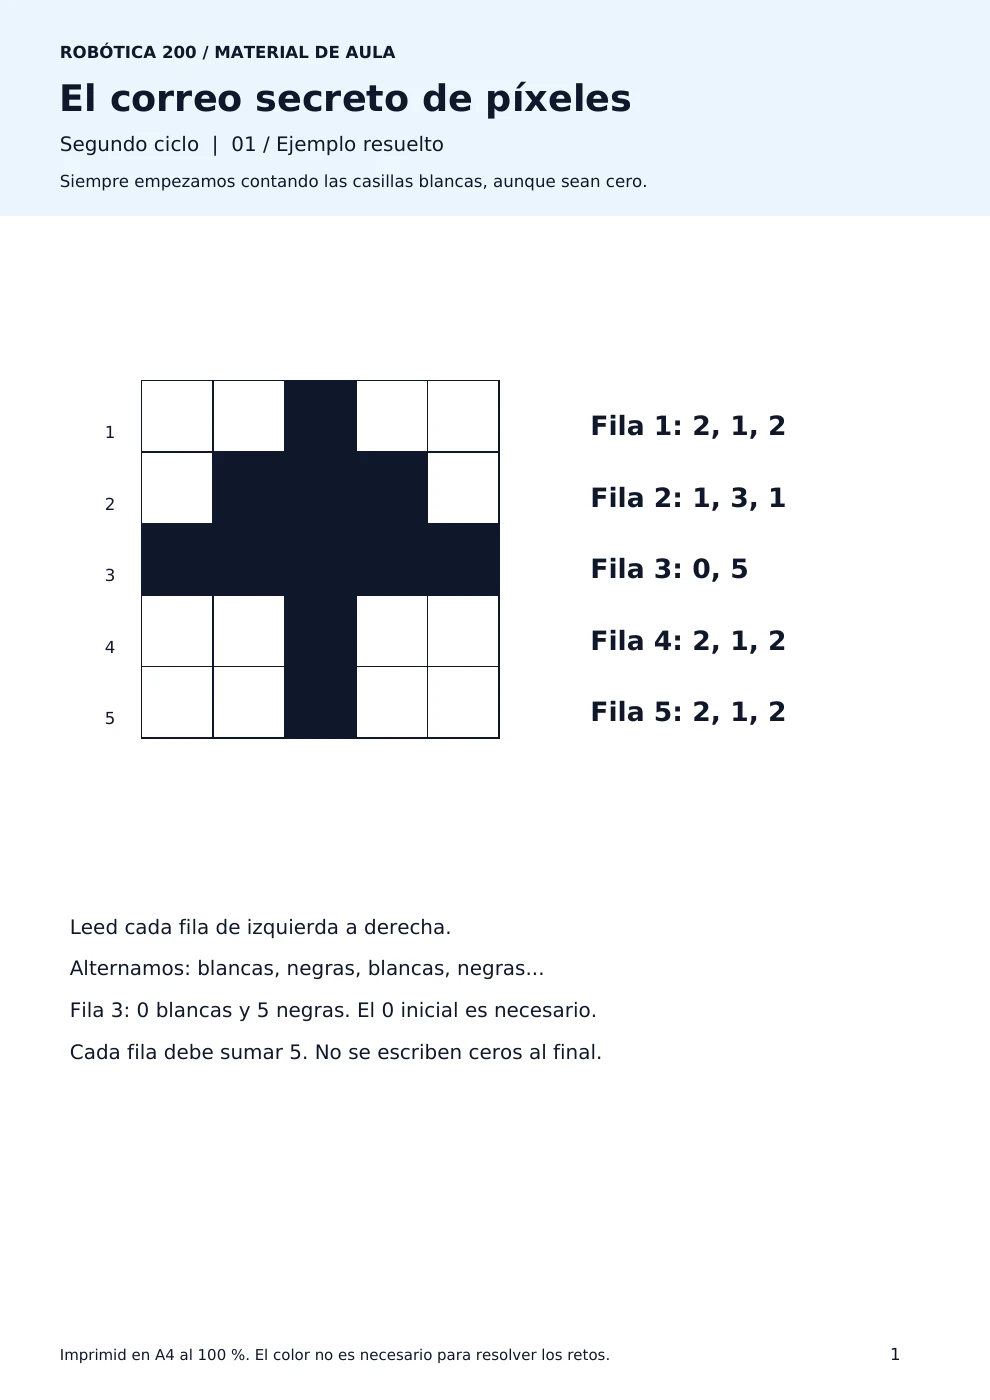 ROBÓTICA 200 / MATERIAL DE AULA
El correo secreto de píxeles
Segundo ciclo | 01 / Ejemplo resuelto
Siempre empezamos contando las casillas blancas, aunque sean cero.
1
Fila 1: 2, 1, 2
2
Fila 2: 1, 3, 1
3
Fila 3: 0, 5
4
Fila 4: 2, 1, 2
5
Fila 5: 2, 1, 2
Leed cada fila de izquierda a derecha.
Alternamos: blancas, negras, blancas, negras...
Fila 3: 0 blancas y 5 negras. El 0 inicial es necesario.
Cada fila debe sumar 5. No se escriben ceros al final.
Imprimid en A4 al 100 %. El color no es necesario para resolver los retos.
1